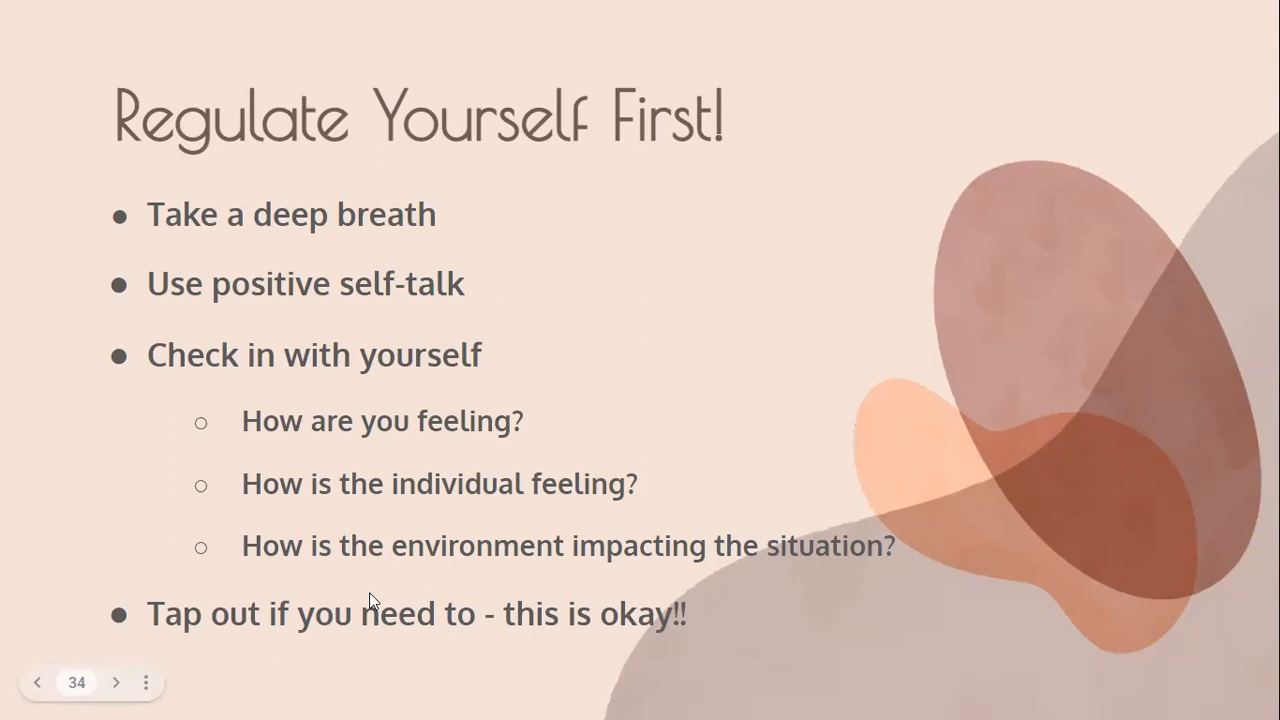 Regulate Yourself First!
● Take a deep breath
● Use positive self-talk
● Check in with yourself
○ How are you feeling?
○ How is the individual feeling?
○ How is the environment impacting the situation?
● Tap out if you need to - this is okay!!
34